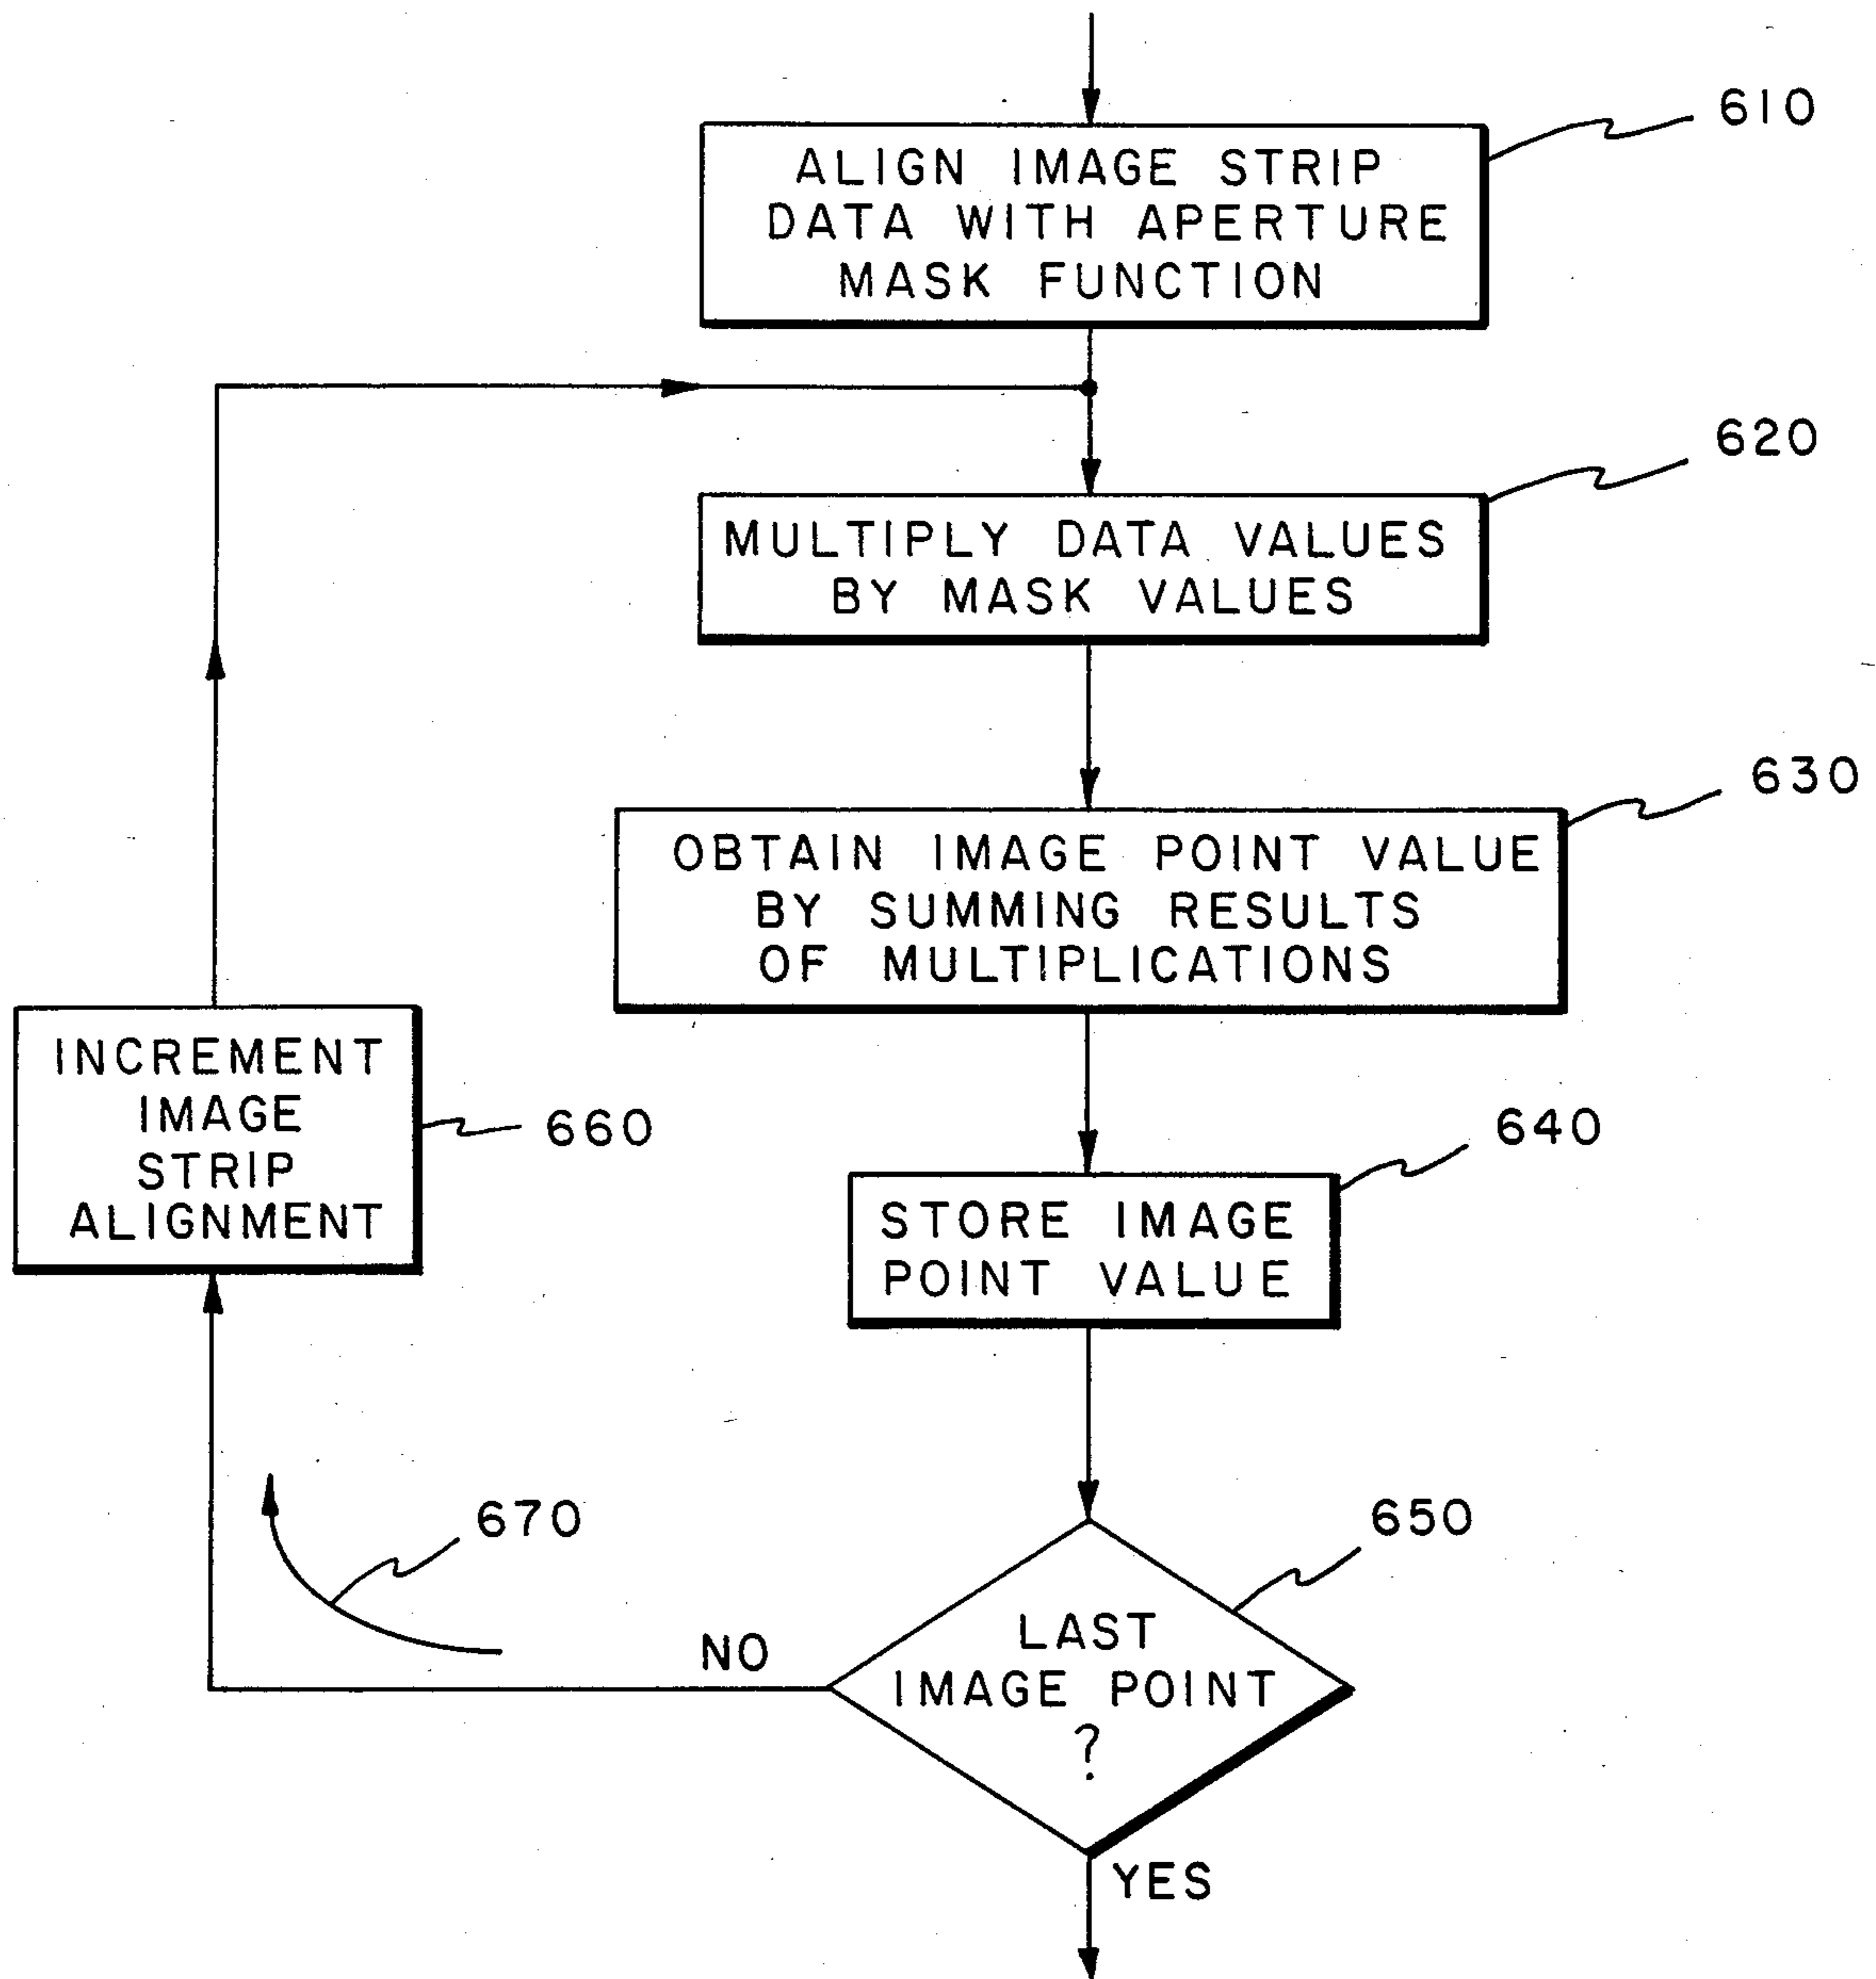 610
ALIGN IMAGE STRIP
DATA WITH APERTURE
MASK FUNCTION
620
MULTIPLY DATA VALUES
BY MASK VALUES
630
OBTAIN IMAGE POINT VALUE
BY SUMMING RESULTS
OF MULTIPLICATIONS
INCREMENT
IMAGE
STRIP
ALIGNMENT
660
640
STORE IMAGE
POINT VALUE
670
650
NO
LAST
IMAGE POINT
?
YES